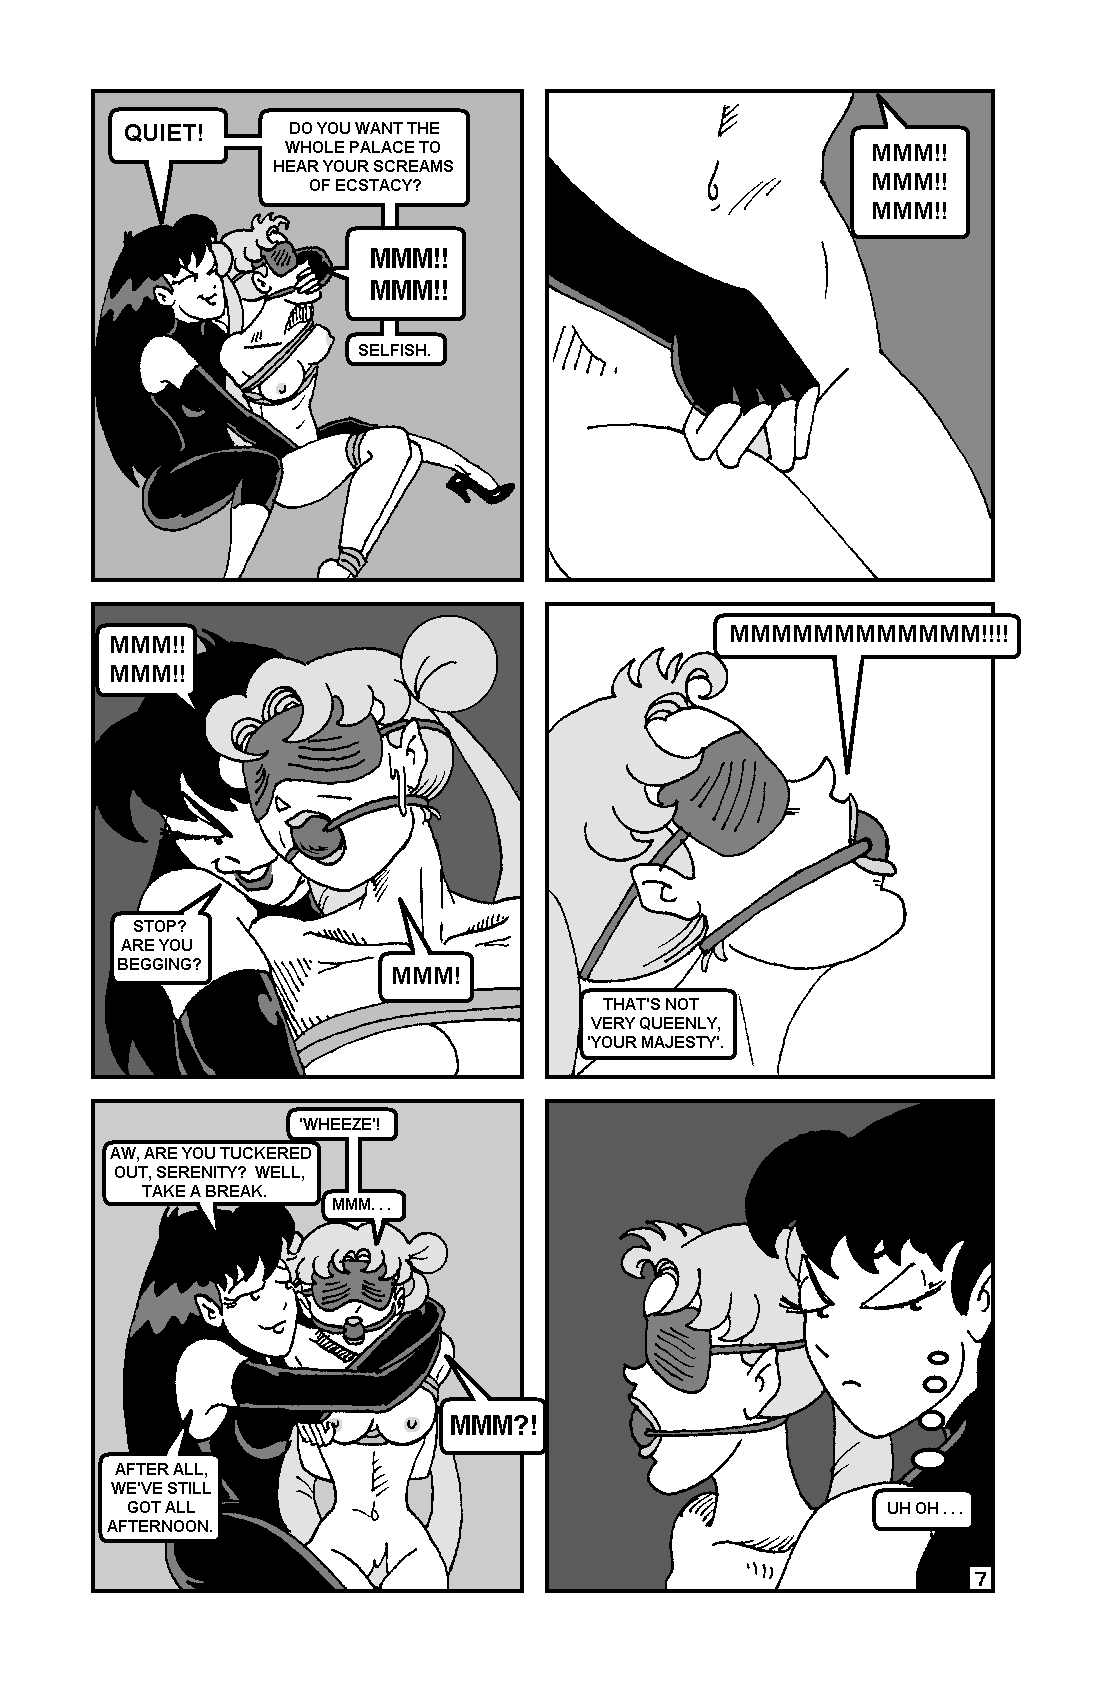 QUIET!
DO YOU WANT THE
WHOLE PALACE TO
HEAR YOUR SCREAMS
OF ECSTACY?
MMM!!
MMM!!
SELFISH.
MMM!!
MMM!!
MMM!!
MMM!!
MMM!!
STOP?
ARE YOU
BEGGING?
MMM!
MMMMMMMMMMMM!!!!
THAT'S NOT
VERY QUEENLY,
'YOUR MAJESTY'.
'WHEEZE'!
AW, ARE YOU TUCKERED
OUT, SERENITY? WELL,
TAKE A BREAK.
MMM. . .
MMM?!
AFTER ALL,
WE'VE STILL
GOT ALL
AFTERNOON.
UH OH . . .
7